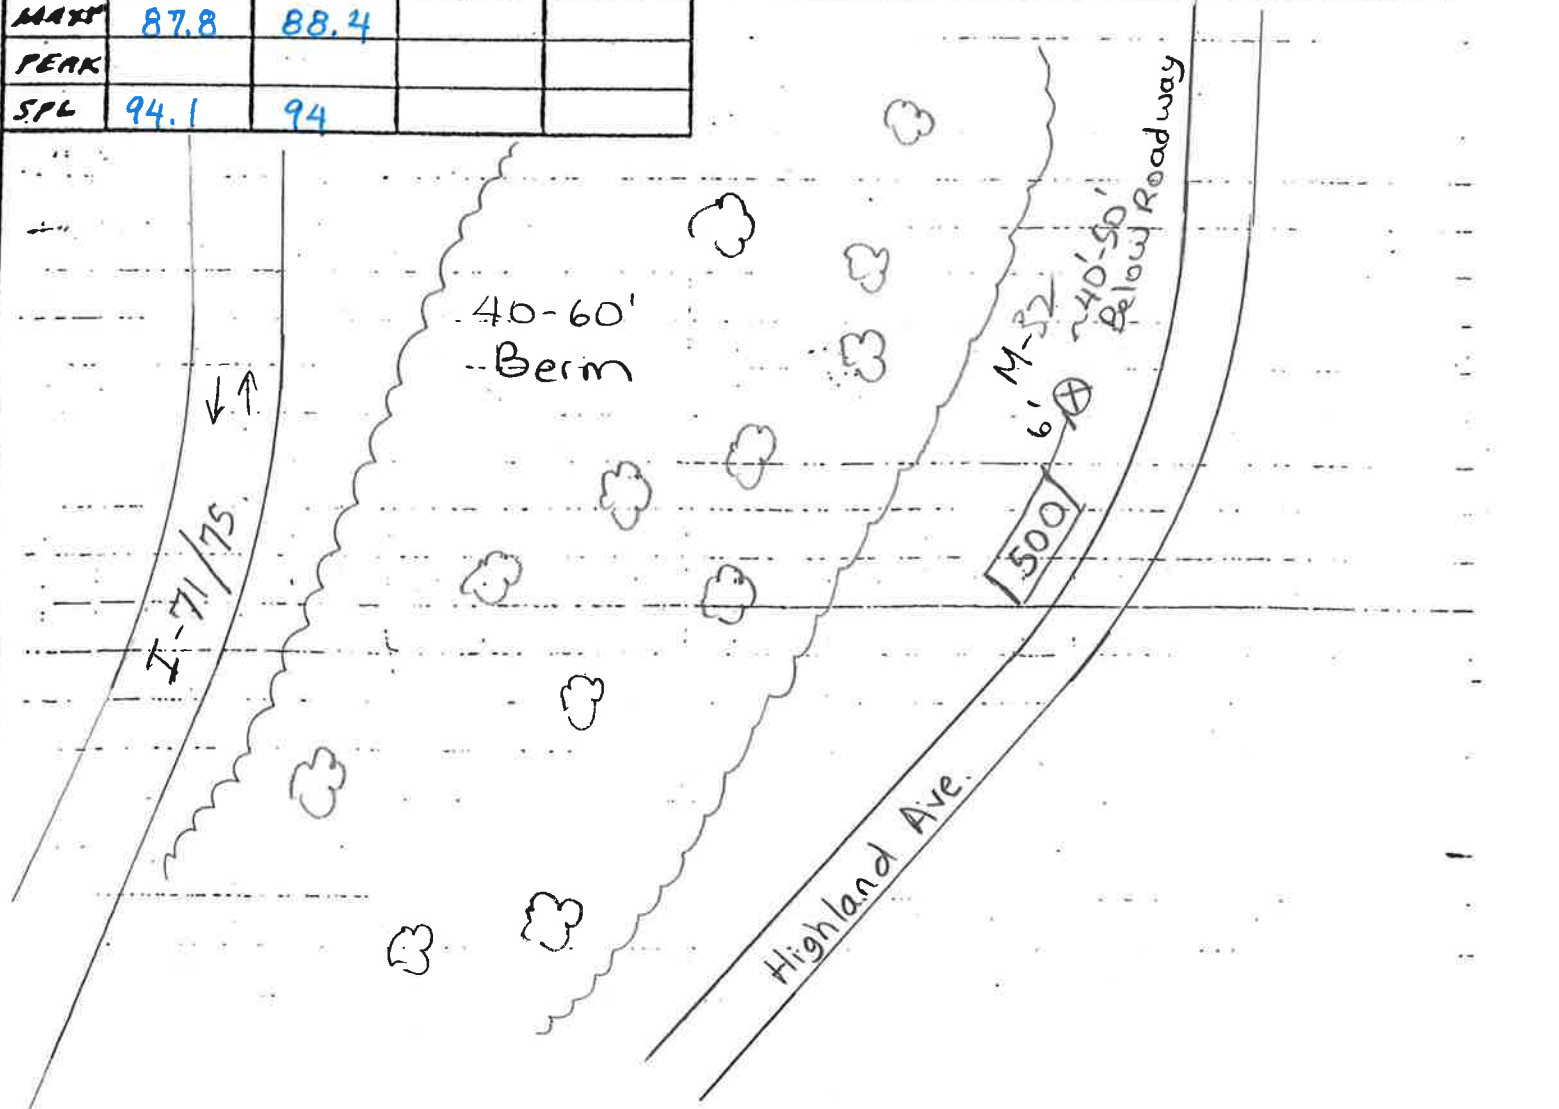 MAXP 87.8 88.4
PEAK
SPL 94.1 94
40-60'
Berm
M-32
~40'-50'
Below Roadway
6'
500
I-71/75
Highland Ave.